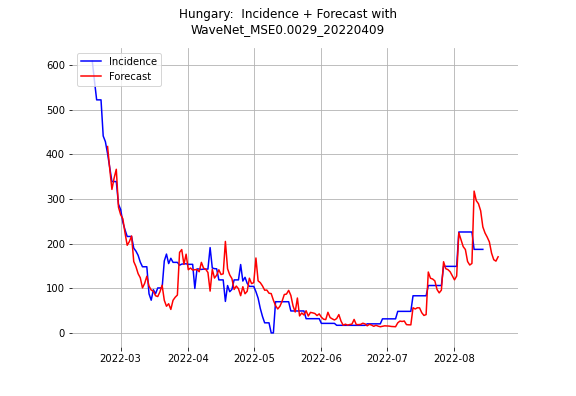 Hungary:  Incidence + Forecast with
WaveNet_MSE0.0029_20220409
Incidence
Forecast
600
500
400
300
200
100
0
2022-03 2022-04 2022-05 2022-06 2022-07 2022-08